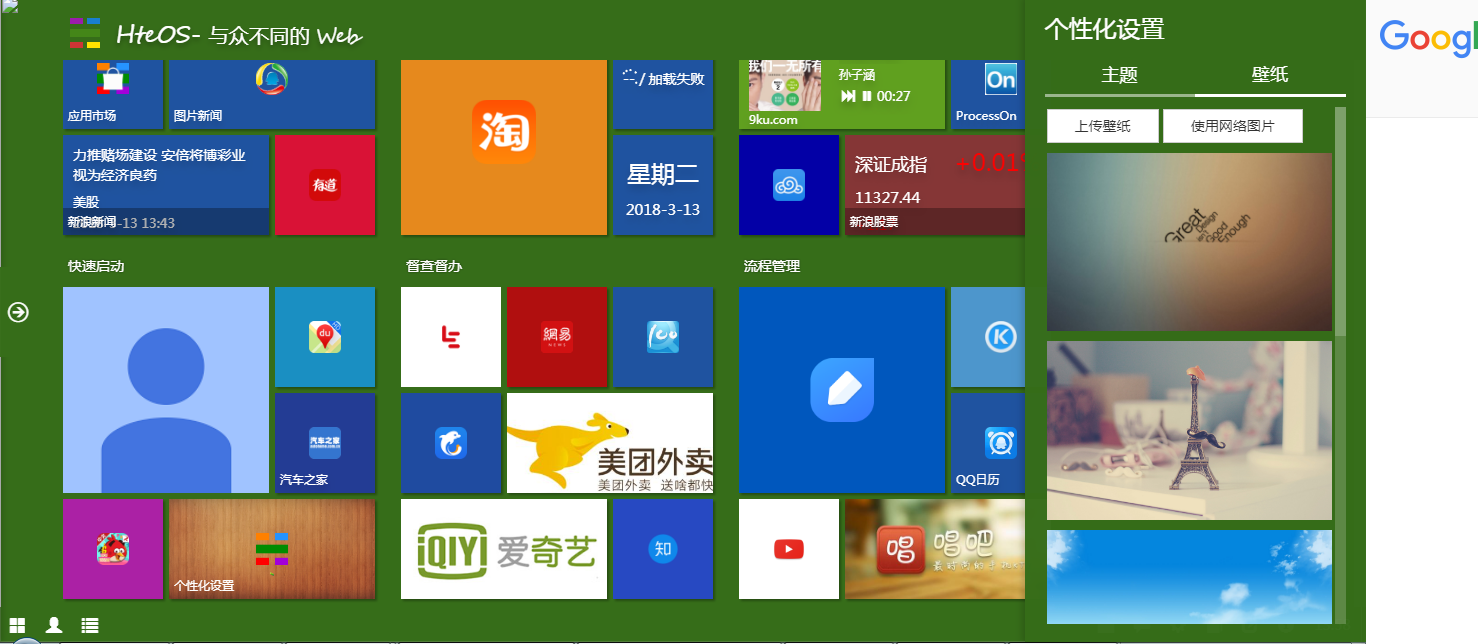 HteOS- 与众不同的 Web
应用市场
图片新闻
加载失败
我们一无所有
孙子涵
00:27
9ku.com
On
ProcessOn
淘
力推赌场建设 安倍将博彩业
视为经济良药
美股
新浪新闻
-13 13:43
有道
星期二
2018-3-13
深证成指
+0.01
11327.44
新浪股票
快速启动
督查督办
流程管理
du
網易
NEWS
K
汽车之家
汽车之家
美团外卖
美团外卖 送啥都快
QQ日历
个性化设置
iQIYI 爱奇艺
知
唱
唱吧
个性化设置
主题
壁纸
上传壁纸
使用网络图片
Great
Isn't
Design
Good
Enough
Googl